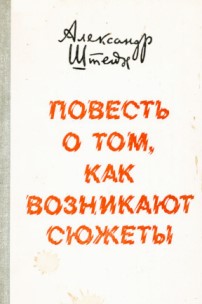 Александр
Штейн
ПОВЕСТЬ
О ТОМ,
КАК
ВОЗНИКАЮТ
СЮЖЕТЫ